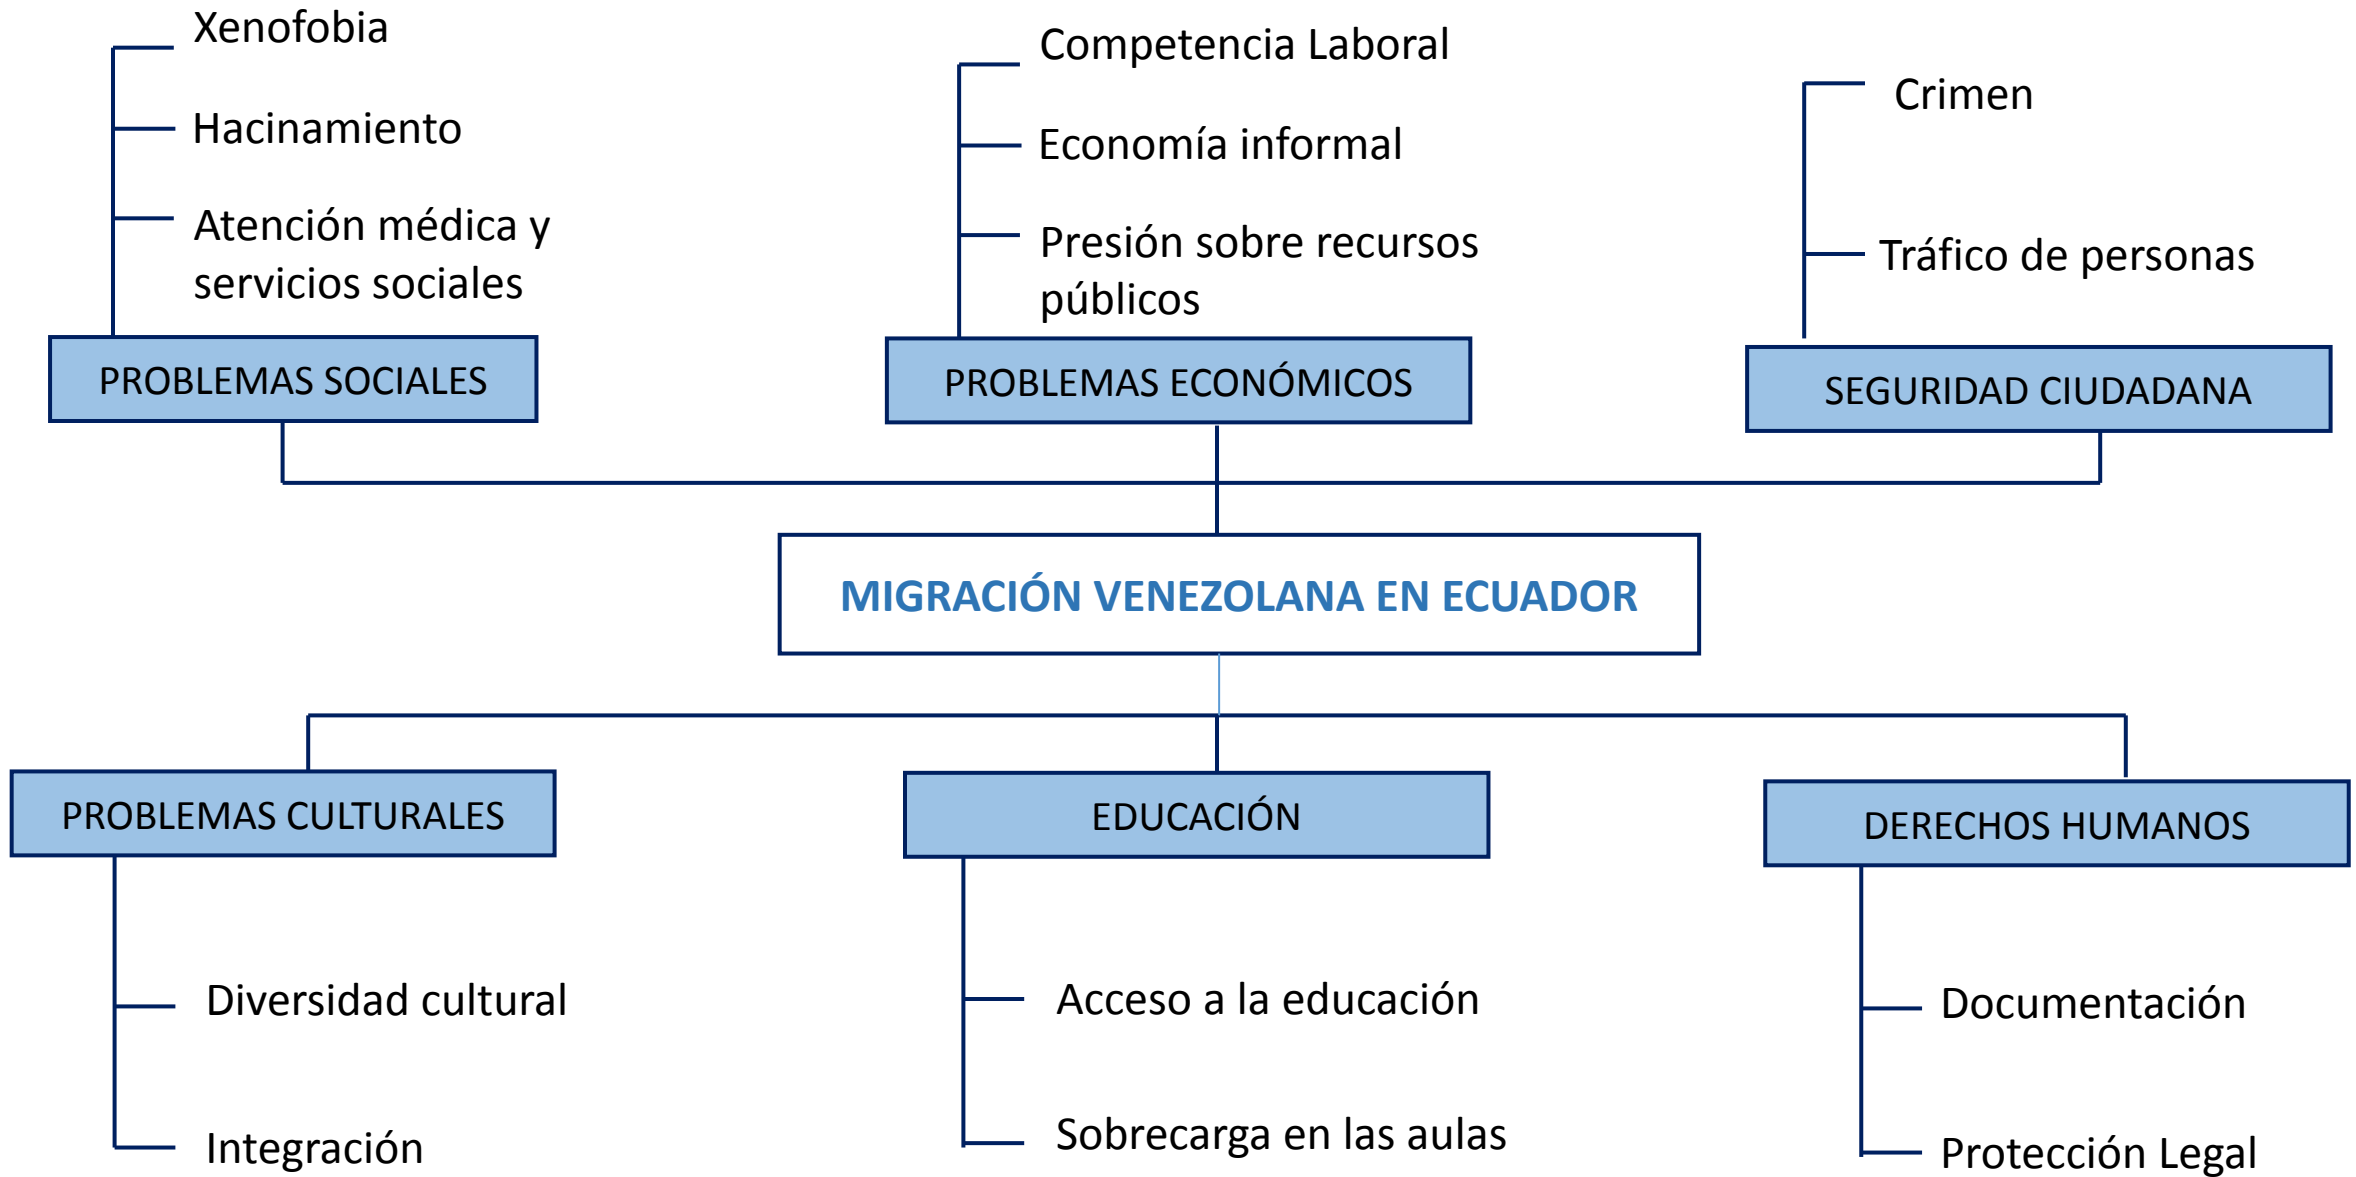 Xenofobia
Hacinamiento
Atención médica y
servicios sociales
PROBLEMAS SOCIALES
Competencia Laboral
Economía informal
Presión sobre recursos
públicos
PROBLEMAS ECONÓMICOS
Crimen
Tráfico de personas
SEGURIDAD CIUDADANA
MIGRACIÓN VENEZOLANA EN ECUADOR
PROBLEMAS CULTURALES
Diversidad cultural
Integración
EDUCACIÓN
Acceso a la educación
Sobrecarga en las aulas
DERECHOS HUMANOS
Documentación
Protección Legal